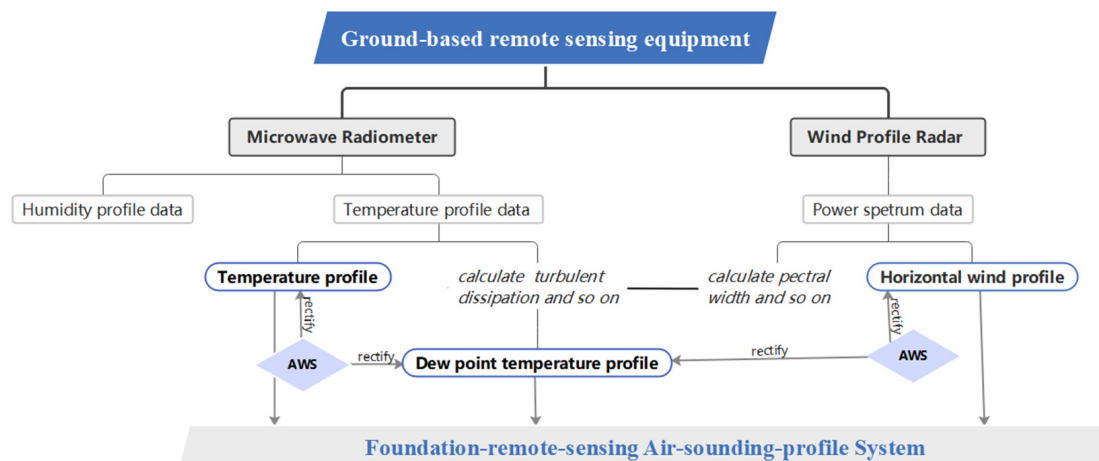 Ground-based remote sensing equipment
Microwave Radiometer
Wind Profile Radar
Humidity profile data
Temperature profile data
Power spetrum data
Temperature profile
calculate turbulent
dissipation and so on
calculate pectral
width and so on
Horizontal wind profile
rectify
rectify
AWS
rectify
Dew point temperature profile
rectify
AWS
Foundation-remote-sensing Air-sounding-profile System